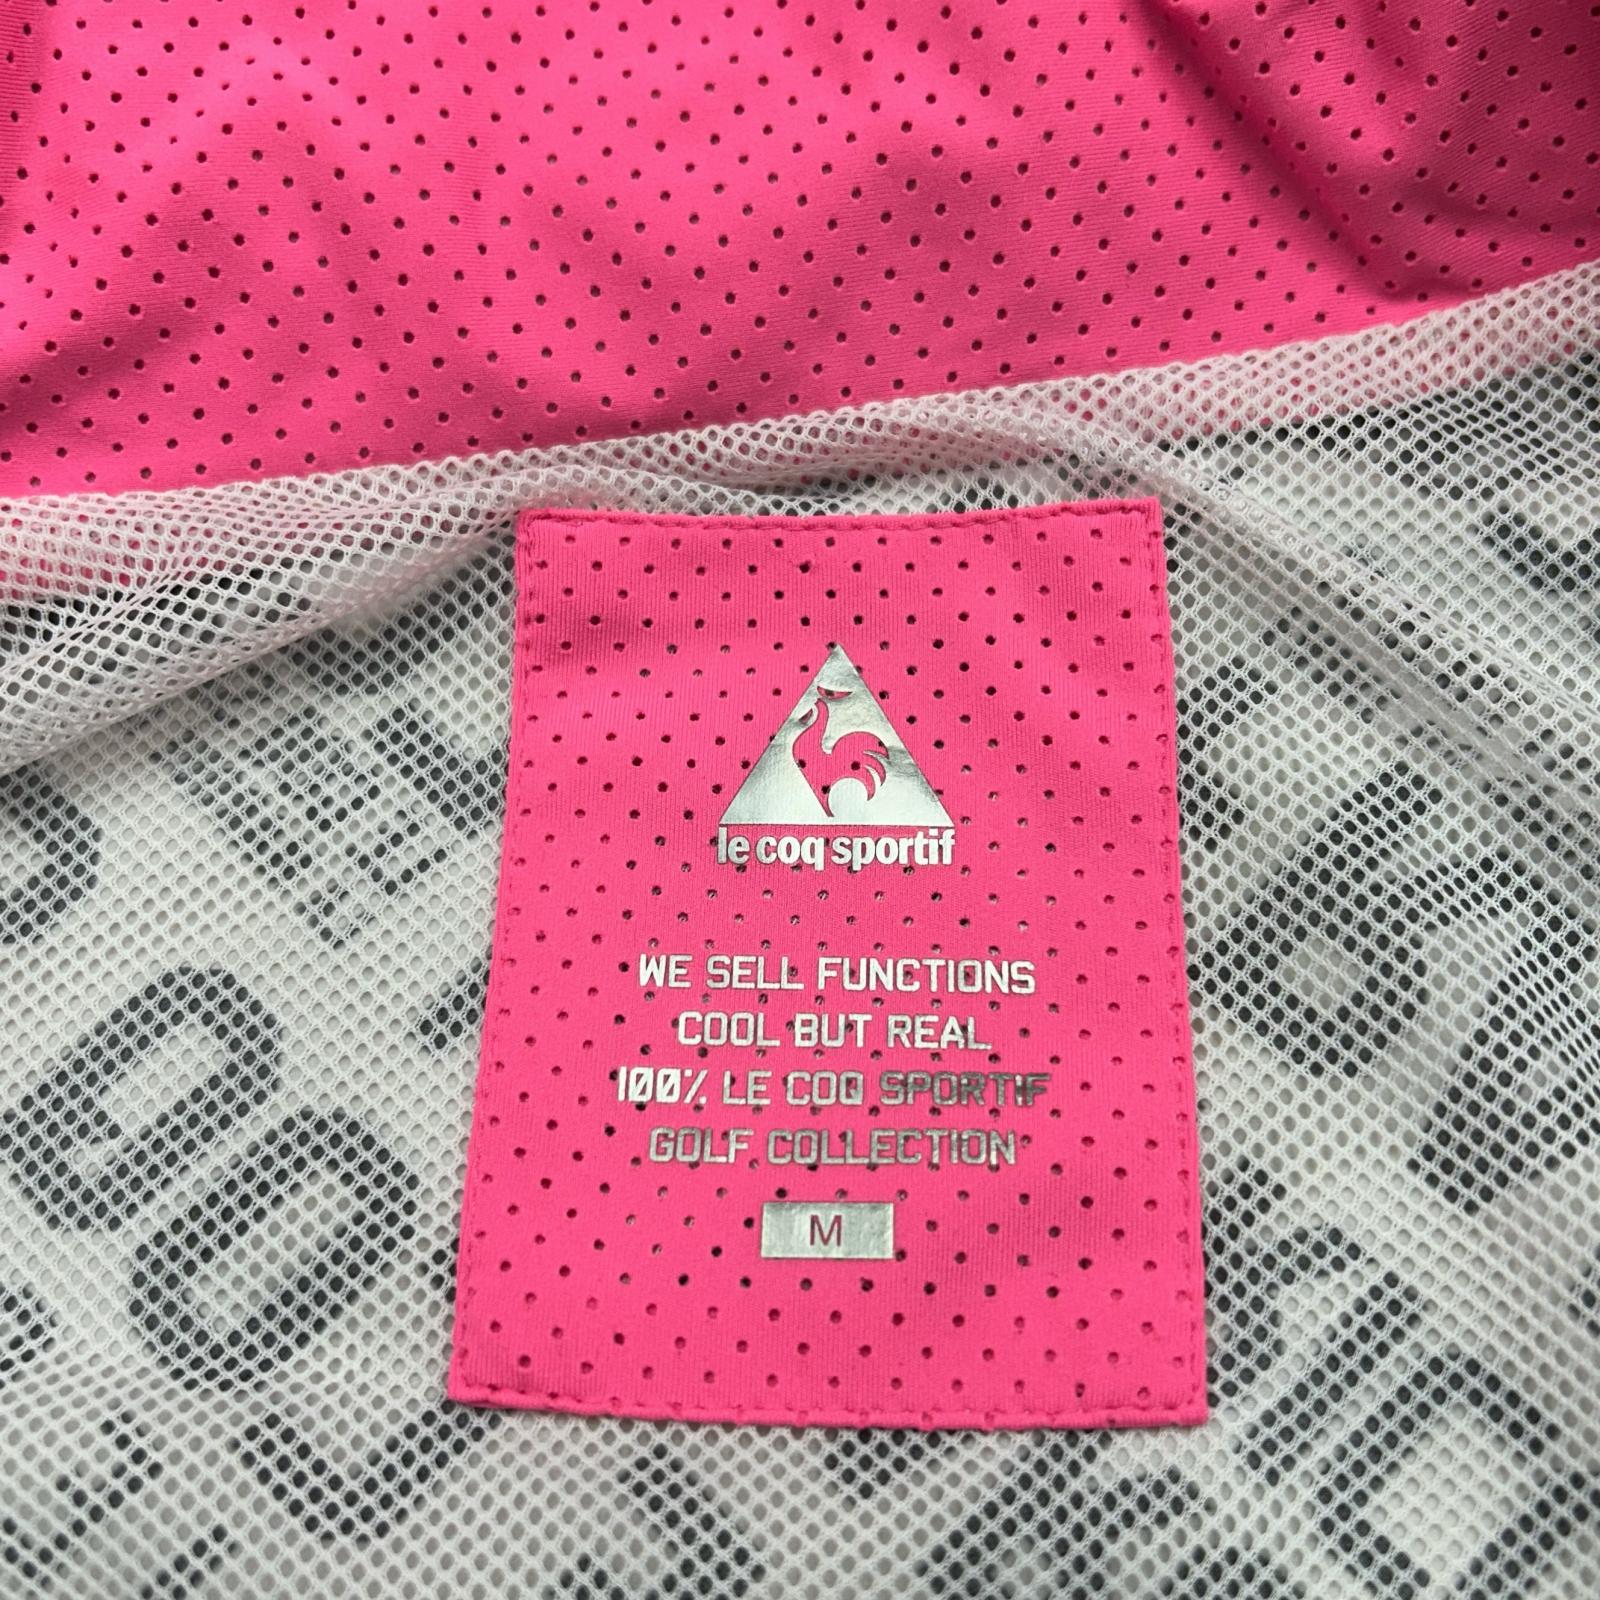 le coq sportif
WE SELL FUNCTIONS
COOL BUT REAL
100% LE COQ SPORTIF
GOLF COLLECTION
M